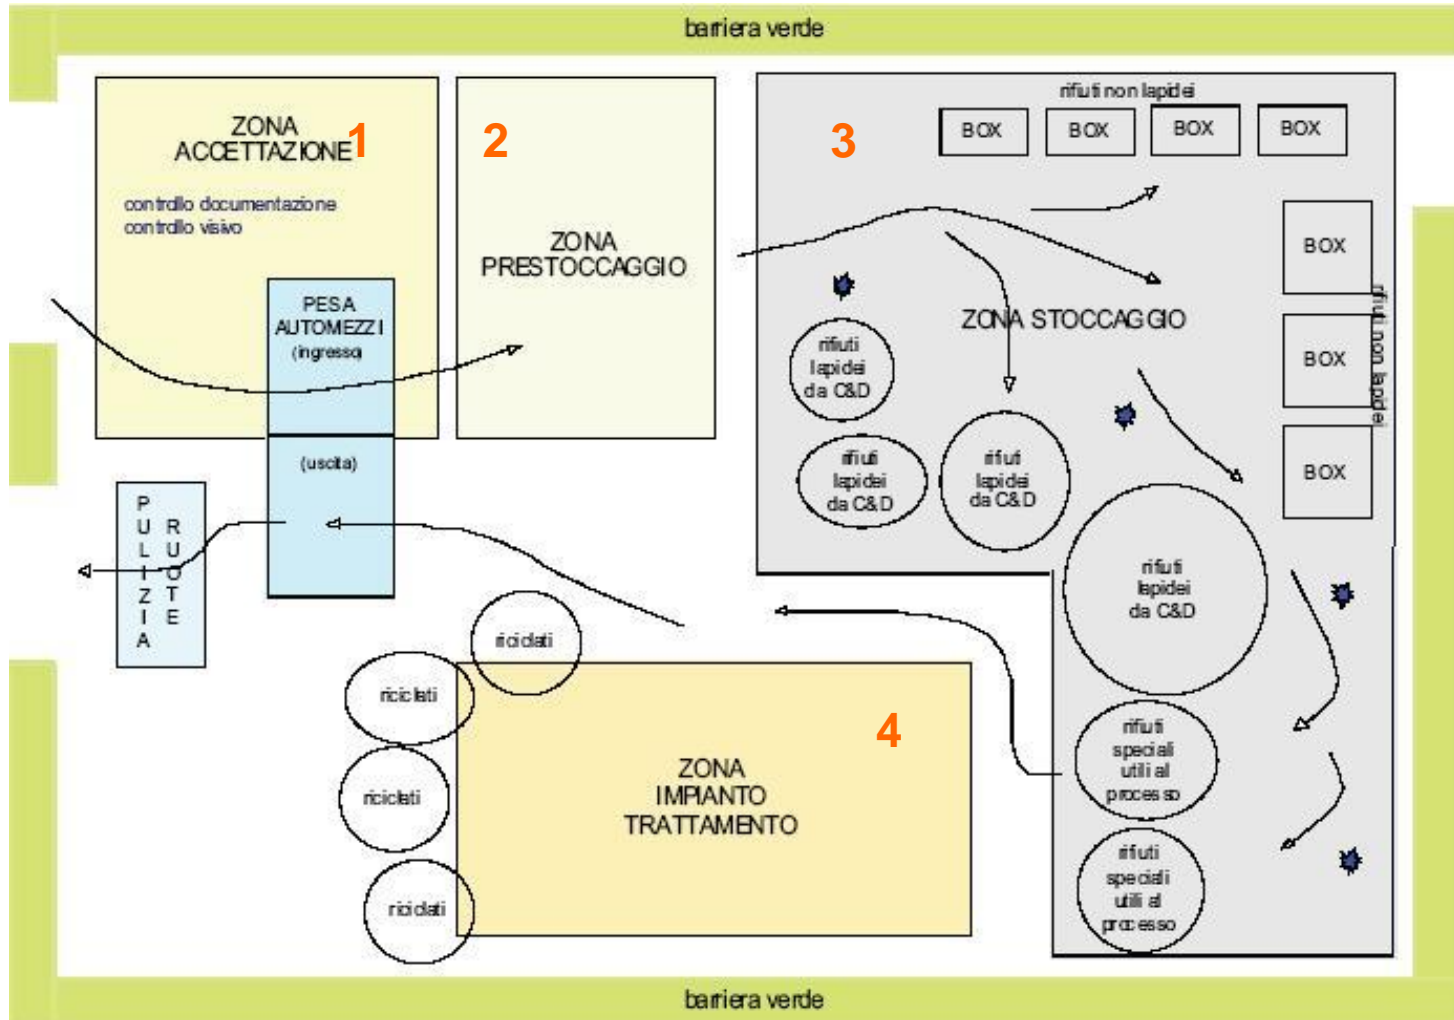 barriera verde
ZONA
ACCETTAZIONE
1
controllo documentazione
controllo visivo
PESA
AUTOMEZZI
(ingresso)
(uscita)
PULIZIA
RUOTE
2
ZONA
PRESTOCCAGGIO
3
rifiuti non lapidei
BOX
BOX
BOX
BOX
BOX
BOX
BOX
rifiuti non lapidei
ZONA STOCCAGGIO
rifiuti
lapidei
da C&D
rifiuti
lapidei
da C&D
rifiuti
lapidei
da C&D
rifiuti
lapidei
da C&D
rifiuti
speciali
utili al
processo
rifiuti
speciali
utili al
processo
riciclati
riciclati
riciclati
riciclati
4
ZONA
IMPIANTO
TRATTAMENTO
barriera verde